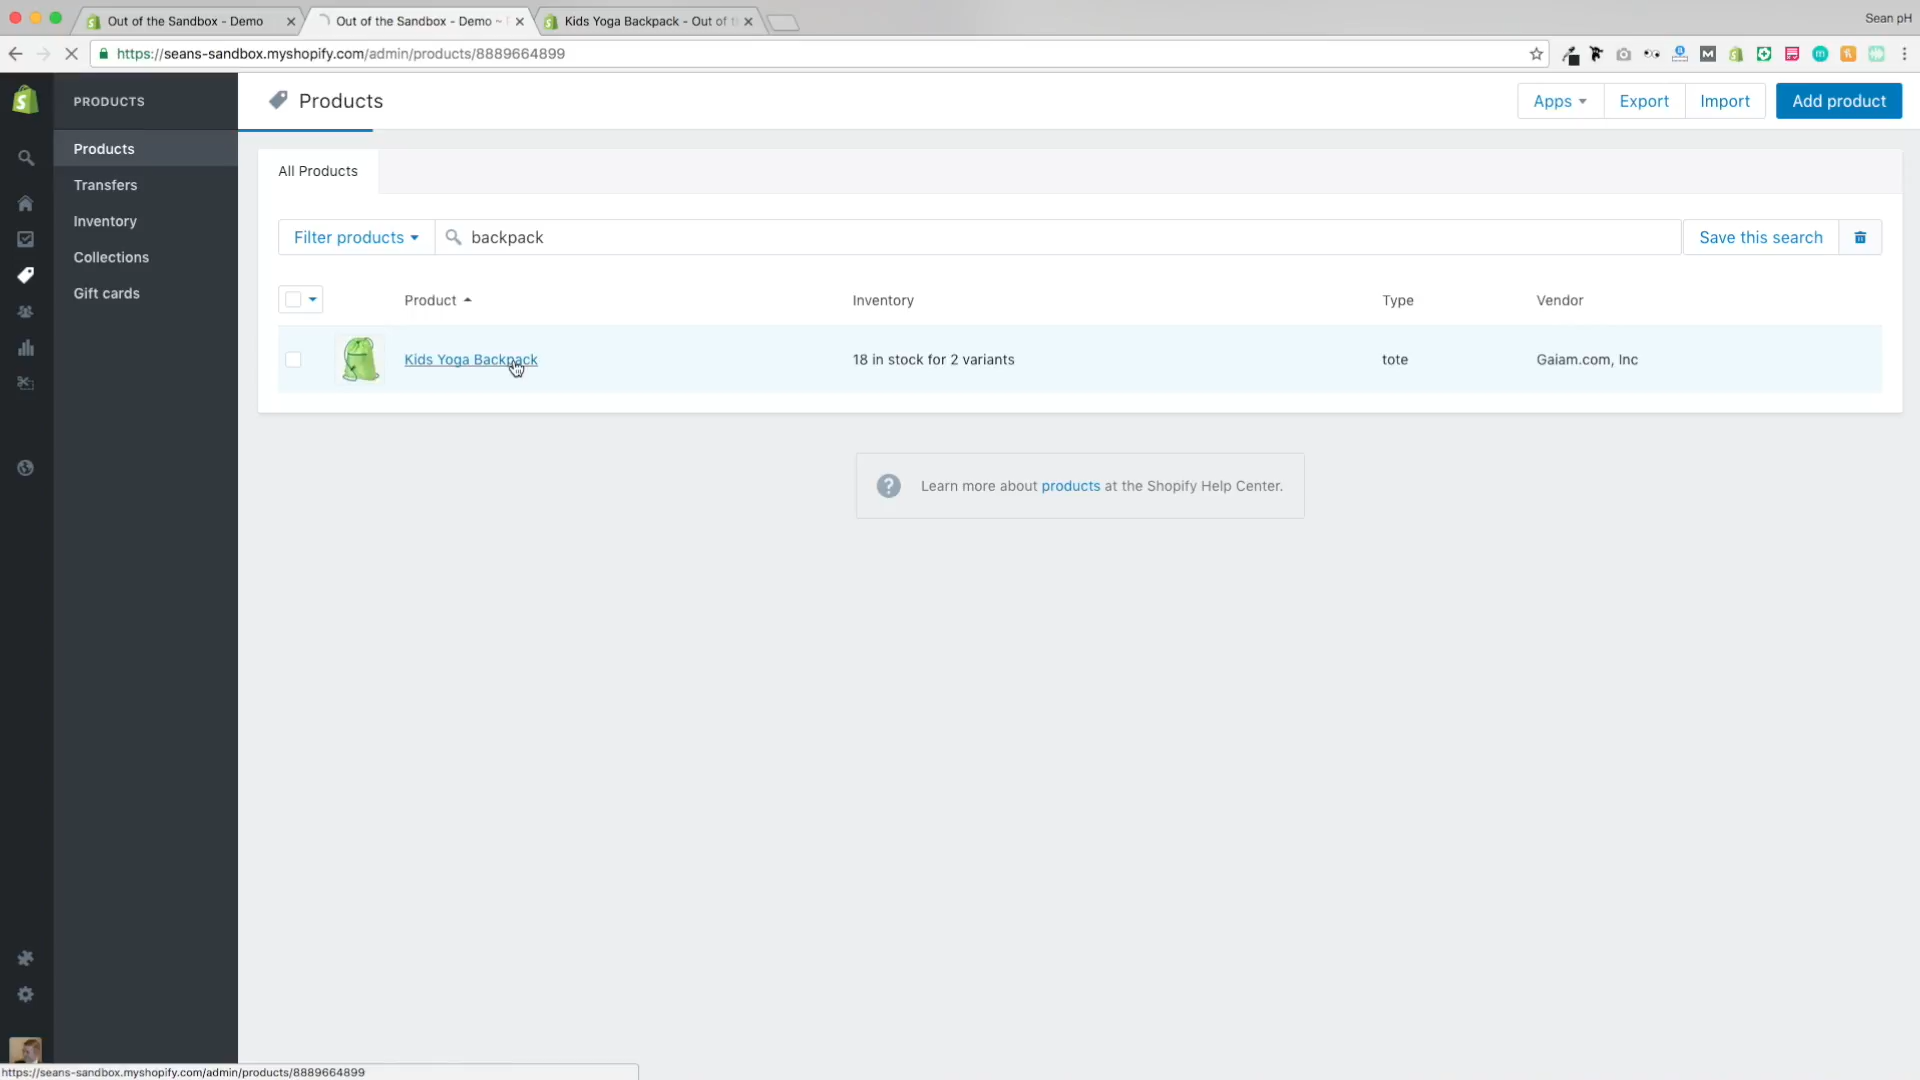 Out of the Sandbox - Demo
Out of the Sandbox - Demo ~
Kids Yoga Backpack - Out of t
Sean pH
https://seans-sandbox.myshopify.com/admin/products/8889664899
PRODUCTS
Products
Apps
Export
Import
Add product
Products
Transfers
Inventory
Collections
Gift cards
All Products
Filter products
backpack
Save this search
Product
Inventory
Type
Vendor
Kids Yoga Backpack
18 in stock for 2 variants
tote
Gaiam.com, Inc
? Learn more about products at the Shopify Help Center.
https://seans-sandbox.myshopify.com/admin/products/8889664899